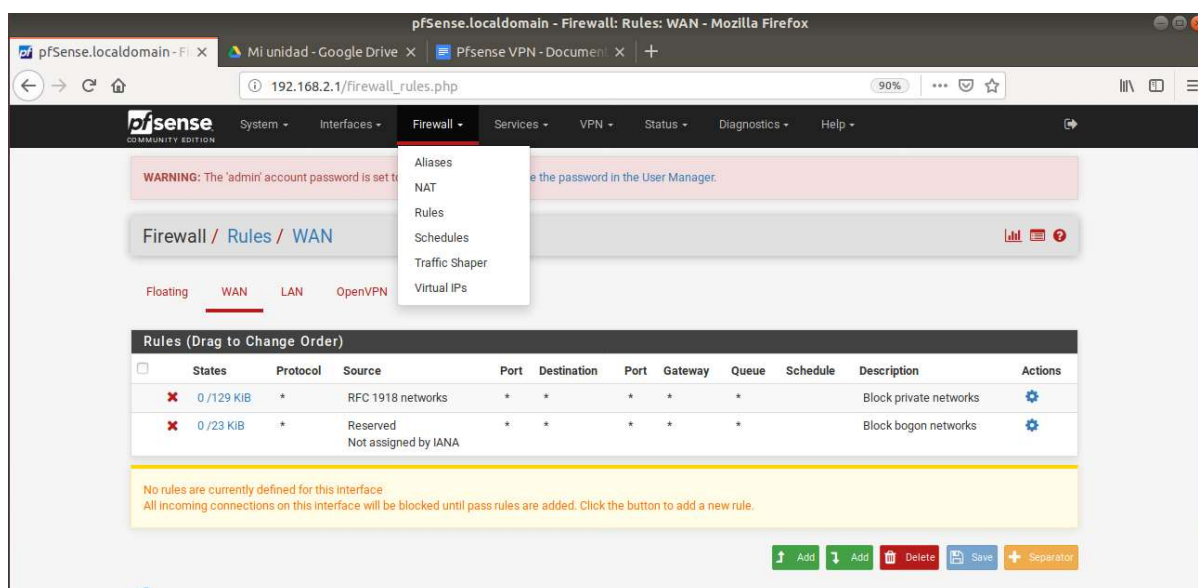 pfSense.localdomain - Firewall: Rules: WAN - Mozilla Firefox
pfSense.localdomain - Fi
Mi unidad - Google Drive
Pfsense VPN - Document
192.168.2.1/firewall_rules.php
90%
pfsense
COMMUNITY EDITION
System
Interfaces
Firewall
Services
VPN
Status
Diagnostics
Help
Aliases
NAT
Rules
Schedules
Traffic Shaper
Virtual IPs
WARNING: The 'admin' account password is set to
the password in the User Manager.
Firewall / Rules / WAN
Floating WAN LAN OpenVPN
Rules (Drag to Change Order)
States Protocol Source Port Destination Port Gateway Queue Schedule Description Actions
0 /129 KiB * RFC 1918 networks * * * * * Block private networks
0 /23 KiB * Reserved Not assigned by IANA * * * * * Block bogon networks
No rules are currently defined for this interface
All incoming connections on this interface will be blocked until pass rules are added. Click the button to add a new rule.
Add Add Delete Save Separator